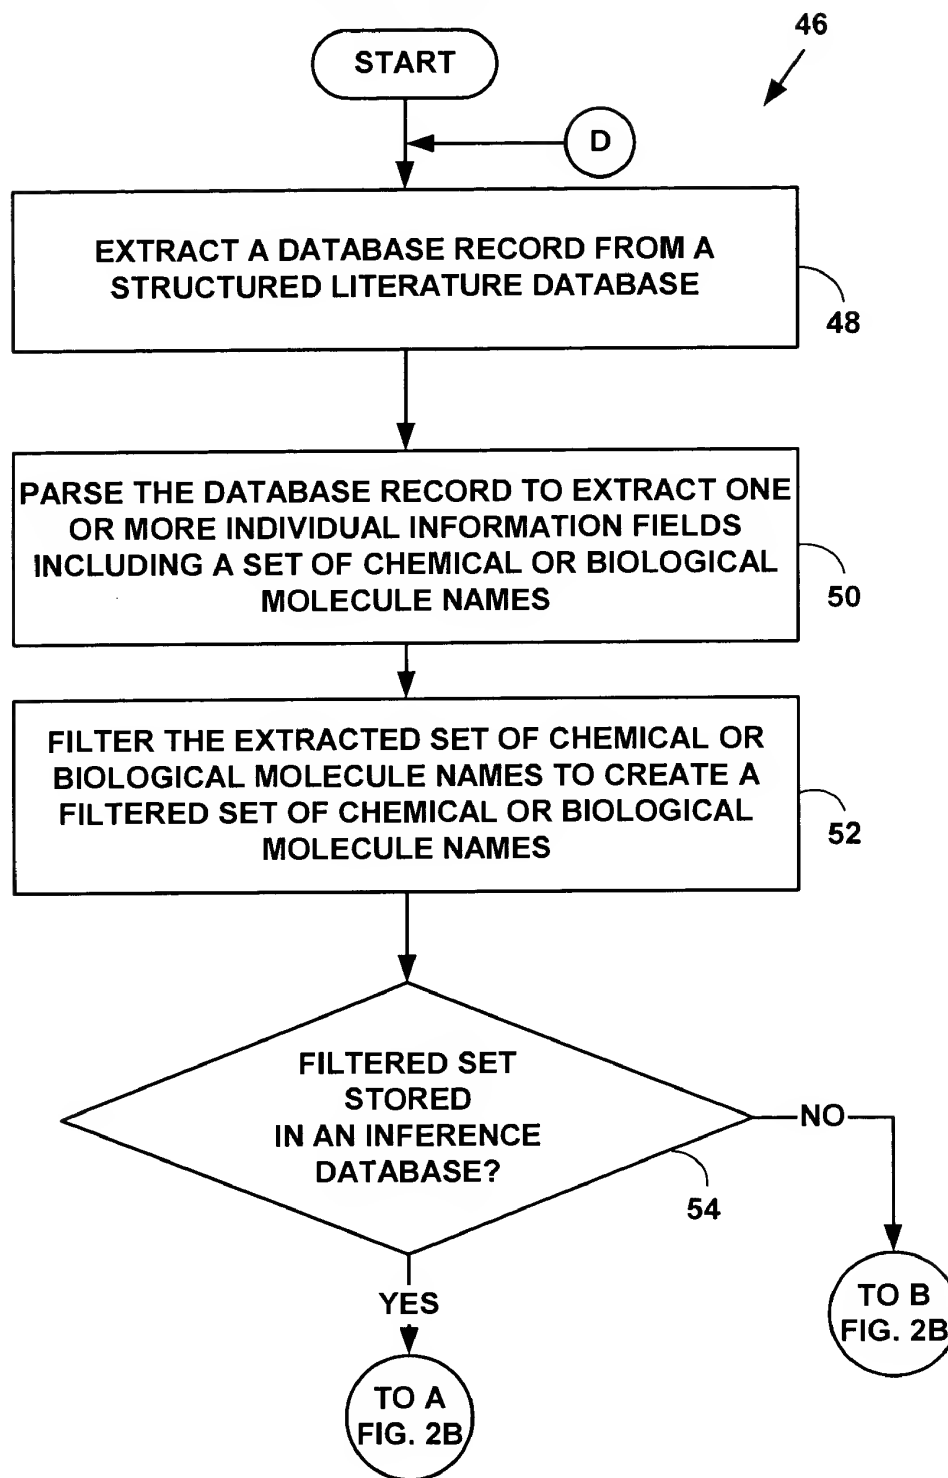 46
START
D
EXTRACT A DATABASE RECORD FROM A
STRUCTURED LITERATURE DATABASE
48
PARSE THE DATABASE RECORD TO EXTRACT ONE
OR MORE INDIVIDUAL INFORMATION FIELDS
INCLUDING A SET OF CHEMICAL OR BIOLOGICAL
MOLECULE NAMES
50
FILTER THE EXTRACTED SET OF CHEMICAL OR
BIOLOGICAL MOLECULE NAMES TO CREATE A
FILTERED SET OF CHEMICAL OR BIOLOGICAL
MOLECULE NAMES
52
FILTERED SET
STORED
IN AN INFERENCE
DATABASE?
NO
54
YES
TO B
FIG. 2B
TO A
FIG. 2B